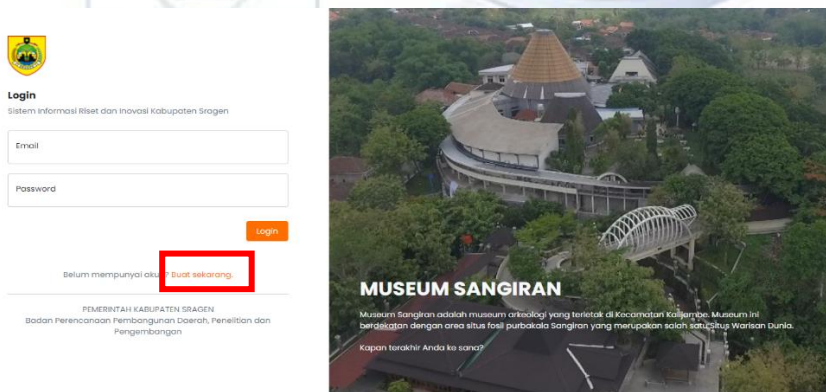 Login
Sistem Informasi Riset dan Inovasi Kabupaten Sragen
Email
Password
Login
Belum mempunyai akun? Buat sekarang.
PEMERINTAH KABUPATEN SRAGEN
Badan Perencanaan Pembangunan Daerah, Penelitian dan
Pengembangan
MUSEUM SANGIRAN
Museum Sangiran adalah museum arkeologi yang terletak di Kecamatan Kalijambe. Museum ini
berdekatan dengan area situs fosil purbakala Sangiran yang merupakan salah satu Situs Warisan Dunia.
Kapan terakhir Anda ke sana?